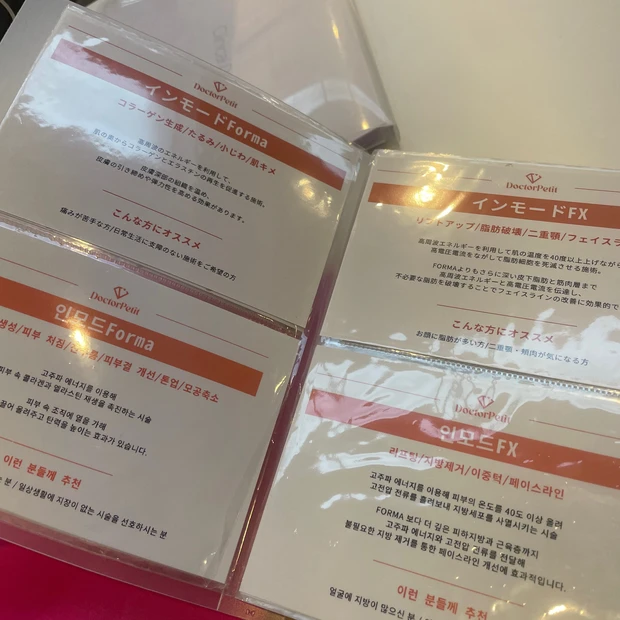 DoctorPetit
インモードForma
コラーゲン生成/たるみ/小じわ/肌キメ
高周波のエネルギーを利用して、
肌の奥からコラーゲンとエラスチンの再生を促進する施術。
皮膚深部の組織を温め、
皮膚の引き締めや弾力性を高める効果があります。
こんな方にオススメ
痛みが苦手な方/日常生活に支障のない施術をご希望の方
DoctorPetit
인모드Forma
생성/피부 처짐/잔주름/피부결 개선/톤업/모공축소
고주파 에너지를 이용해
피부 속 콜라겐과 엘라스틴 재생을 촉진하는 시술
피부 속 조직에 열을 가해
끌어 올려주고 탄력을 높이는 효과가 있습니다.
이런 분들께 추천
분 / 일상생활에 지장이 없는 시술을 선호하시는 분
DoctorPetit
インモードFX
リフトアップ/脂肪破壊/二重顎/フェイスラ
高周波エネルギーを利用して肌の温度を40度以上上げながら
高電圧電流をながして脂肪細胞を死滅させる施術。
FORMAよりもさらに深い皮下脂肪と筋肉層まで
高周波エネルギーと高電圧電流を伝達し、
不必要な脂肪を破壊することでフェイスラインの改善に効果的で
こんな方にオススメ
お顔に脂肪が多い方/二重顎・頬肉が気になる方
DoctorPetit
인모드FX
리프팅/지방제거/이중턱/페이스라인
고주파 에너지를 이용해 피부의 온도를 40도 이상 올려
고전압 전류를 흘려보내 지방세포를 사멸시키는 시술
FORMA 보다 더 깊은 피하지방과 근육층까지
고주파 에너지와 고전압 전류를 전달해
불필요한 지방 제거를 통한 페이스라인 개선에 효과적입니다.
이런 분들께 추천
얼굴에 지방이 많으신 분 /